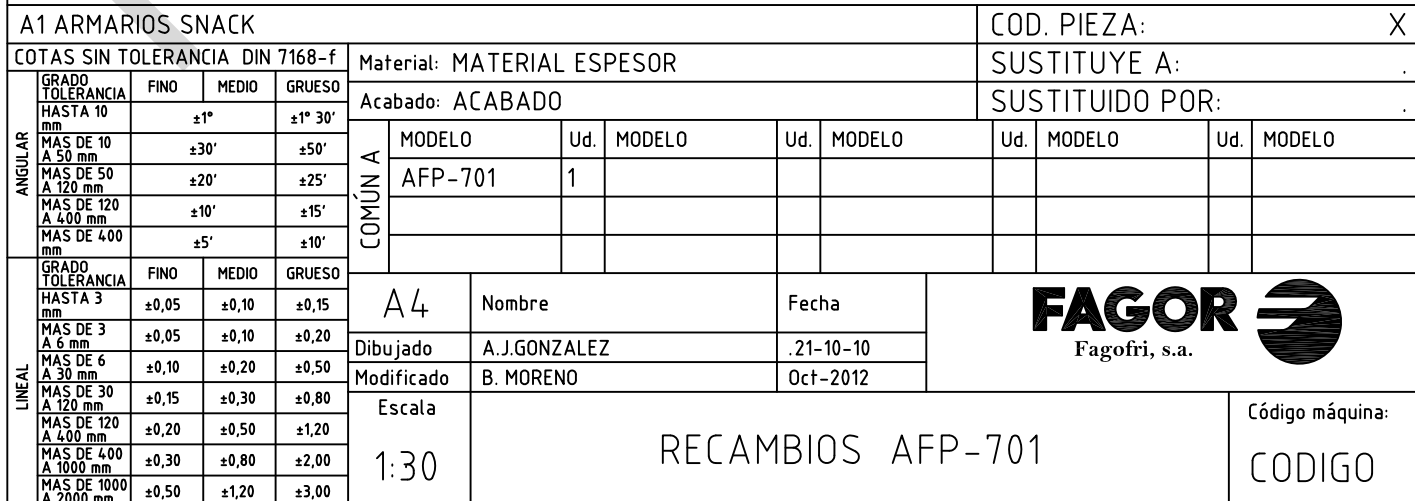 A1 ARMARIOS SNACK
COD. PIEZA: X
COTAS SIN TOLERANCIA DIN 7168-f
Material: MATERIAL ESPESOR
SUSTITUYE A: .
Acabado: ACABADO
SUSTITUIDO POR: .
ANGULAR
GRADO TOLERANCIA FINO MEDIO GRUESO
HASTA 10 mm ±1° ±1° 30'
MAS DE 10 A 50 mm ±30' ±50'
MAS DE 50 A 120 mm ±20' ±25'
MAS DE 120 A 400 mm ±10' ±15'
MAS DE 400 mm ±5' ±10'
LINEAL
GRADO TOLERANCIA FINO MEDIO GRUESO
HASTA 3 mm ±0,05 ±0,10 ±0,15
MAS DE 3 A 6 mm ±0,05 ±0,10 ±0,20
MAS DE 6 A 30 mm ±0,10 ±0,20 ±0,50
MAS DE 30 A 120 mm ±0,15 ±0,30 ±0,80
MAS DE 120 A 400 mm ±0,20 ±0,50 ±1,20
MAS DE 400 A 1000 mm ±0,30 ±0,80 ±2,00
MAS DE 1000 A 2000 mm ±0,50 ±1,20 ±3,00
COMÚN A
MODELO Ud. MODELO Ud. MODELO Ud. MODELO Ud. MODELO
AFP-701 1
A4 Nombre Fecha
Dibujado A.J.GONZALEZ .21-10-10
Modificado B. MORENO Oct-2012
FAGOR
Fagofri, s.a.
Escala
1:30
RECAMBIOS AFP-701
Código máquina:
CODIGO